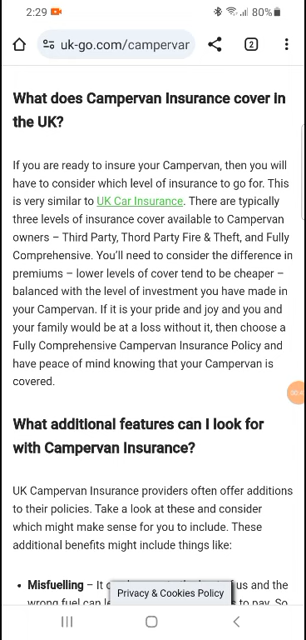 2:29 80%
uk-go.com/campervar 2
What does Campervan Insurance cover in
the UK?
If you are ready to insure your Campervan, then you will
have to consider which level of insurance to go for. This
is very similar to UK Car Insurance. There are typically
three levels of insurance cover available to Campervan
owners – Third Party, Thord Party Fire & Theft, and Fully
Comprehensive. You'll need to consider the difference in
premiums – lower levels of cover tend to be cheaper –
balanced with the level of investment you have made in
your Campervan. If it is your pride and joy and you and
your family would be at a loss without it, then choose a
Fully Comprehensive Campervan Insurance Policy and
have peace of mind knowing that your Campervan is
covered.
What additional features can I look for
with Campervan Insurance?
UK Campervan Insurance providers often offer additions
to their policies. Take a look at these and consider
which might make sense for you to include. These
additional benefits might include things like:
• Misfuelling – It us and the
Privacy & Cookies Policy
wrong fuel can to pay. So